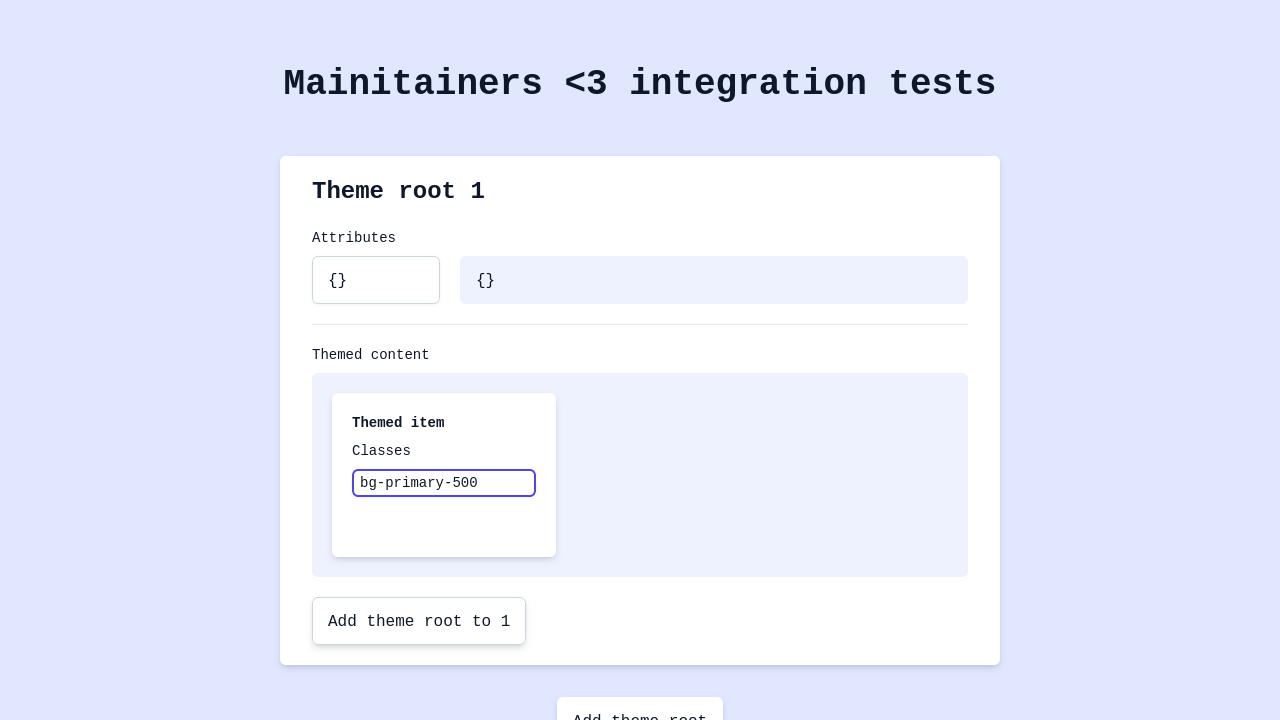 Mainitainers <3 integration tests
Theme root 1
Attributes
{} {}
Themed content
Themed item
Classes
bg-primary-500
Add theme root to 1
Add theme root